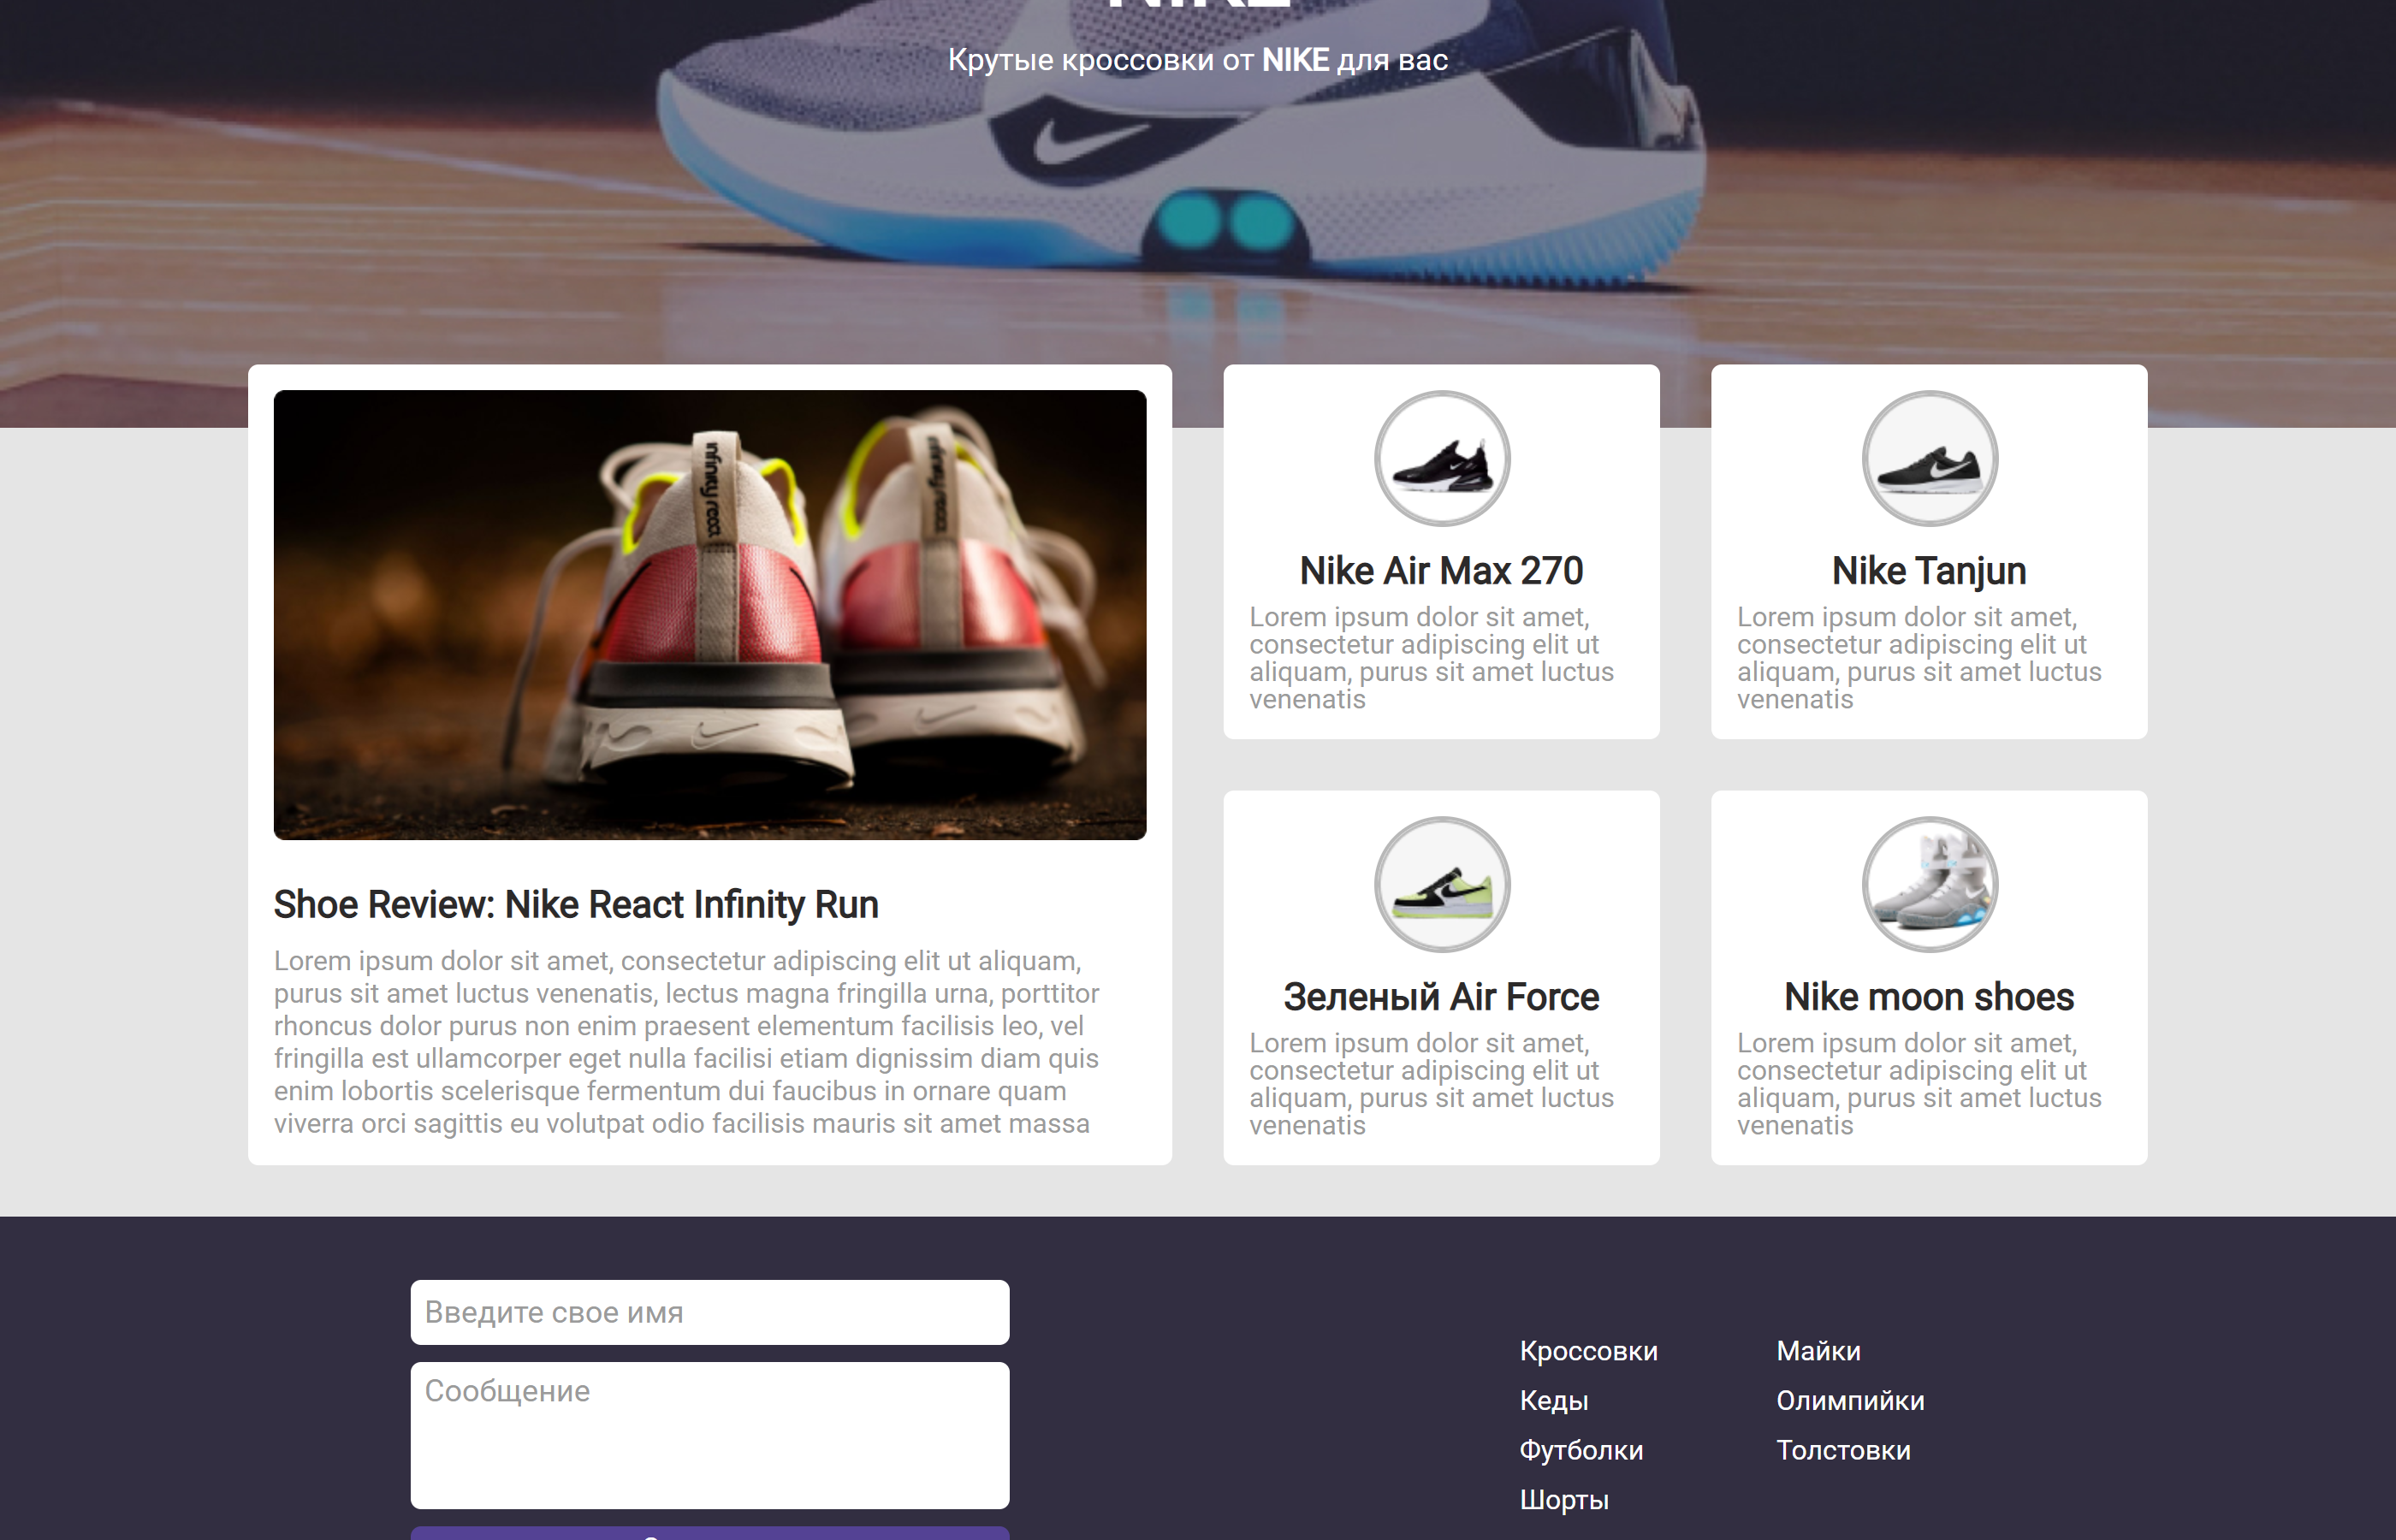 NIKE
Крутые кроссовки от NIKE для вас
infinity react
infinity react
Shoe Review: Nike React Infinity Run
Lorem ipsum dolor sit amet, consectetur adipiscing elit ut aliquam,
purus sit amet luctus venenatis, lectus magna fringilla urna, porttitor
rhoncus dolor purus non enim praesent elementum facilisis leo, vel
fringilla est ullamcorper eget nulla facilisi etiam dignissim diam quis
enim lobortis scelerisque fermentum dui faucibus in ornare quam
viverra orci sagittis eu volutpat odio facilisis mauris sit amet massa
Nike Air Max 270
Lorem ipsum dolor sit amet,
consectetur adipiscing elit ut
aliquam, purus sit amet luctus
venenatis
Nike Tanjun
Lorem ipsum dolor sit amet,
consectetur adipiscing elit ut
aliquam, purus sit amet luctus
venenatis
Зеленый Air Force
Lorem ipsum dolor sit amet,
consectetur adipiscing elit ut
aliquam, purus sit amet luctus
venenatis
Nike moon shoes
Lorem ipsum dolor sit amet,
consectetur adipiscing elit ut
aliquam, purus sit amet luctus
venenatis
Введите свое имя
Сообщение
Кроссовки
Кеды
Футболки
Шорты
Майки
Олимпийки
Толстовки